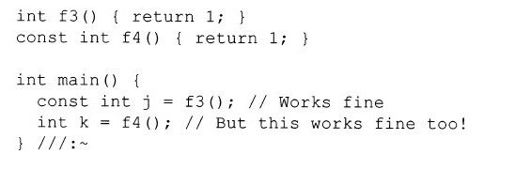 int f3() { return 1; }
const int f4() { return 1; }
int main() {
const int j = f3(); // Works fine
int k = f4(); // But this works fine too!
} ///:~